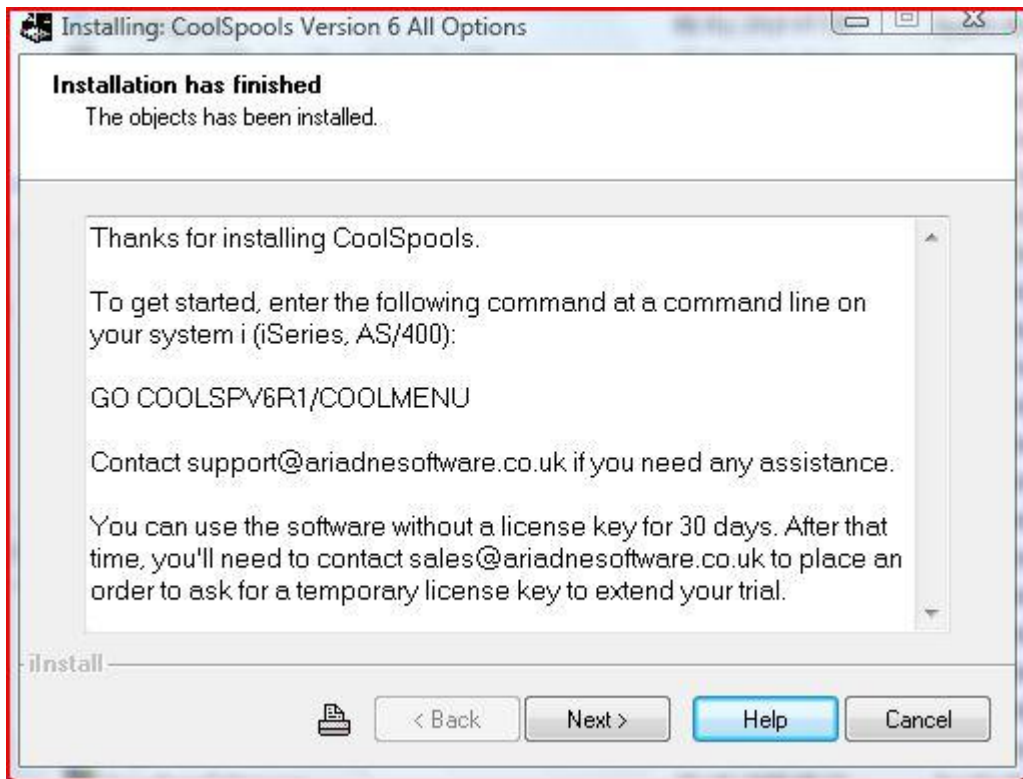 Installing: CoolSpools Version 6 All Options
Installation has finished
The objects has been installed.
Thanks for installing CoolSpools.
To get started, enter the following command at a command line on
your system i (iSeries, AS/400):
GO COOLSPV6R1/COOLMENU
Contact support@ariadnesoftware.co.uk if you need any assistance.
You can use the software without a license key for 30 days. After that
time, you'll need to contact sales@ariadnesoftware.co.uk to place an
order to ask for a temporary license key to extend your trial.
iInstall
< Back Next > Help Cancel